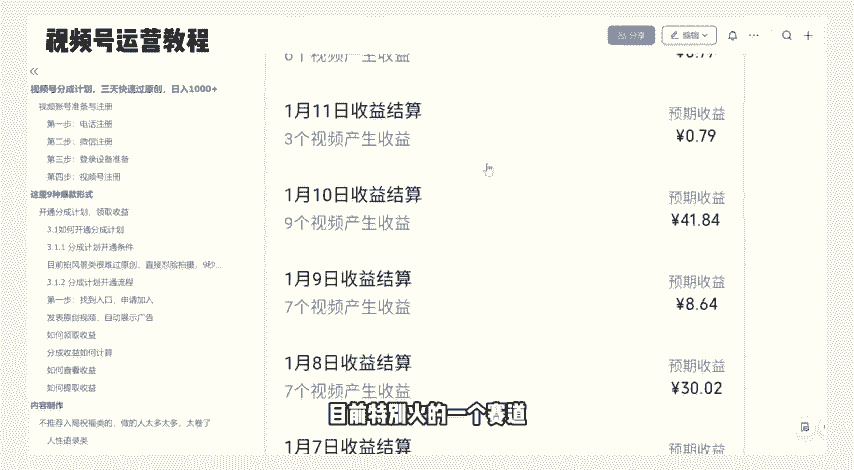 视频号运营教程
分享
编辑
视频号分成计划，三天快速过原创，日入1000+
视频账号准备与注册
第一步：电话注册
第二步：微信注册
第三步：登录设备准备
第四步：视频号注册
这里9种爆款形式
开通分成计划，领取收益
3.1如何开通分成计划
3.1.1 分成计划开通条件
目前拍风景类很难过原创，直接怼脸拍摄，9秒...
3.1.2 分成计划开通流程
第一步：找到入口，申请加入
发表原创视频，自动展示广告
如何领取收益
分成收益如何计算
如何查看收益
如何提取收益
内容制作
不推荐入局祝福类的，做的人太多太多，太卷了
人性语录类
6个视频产生收益
¥0.77
1月11日收益结算
预期收益
3个视频产生收益
¥0.79
1月10日收益结算
预期收益
9个视频产生收益
¥41.84
1月9日收益结算
预期收益
7个视频产生收益
¥8.64
1月8日收益结算
预期收益
7个视频产生收益
¥30.02
1月7日收益结算
预期收益
目前特别火的一个赛道